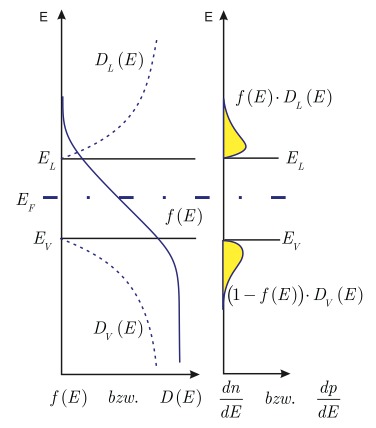 E
E
D_L(E)
f(E)·D_L(E)
E_L
E_L
E_F
f(E)
E_V
E_V
(1−f(E))·D_V(E)
D_V(E)
f(E) bzw. D(E)
dn/dE bzw. dp/dE